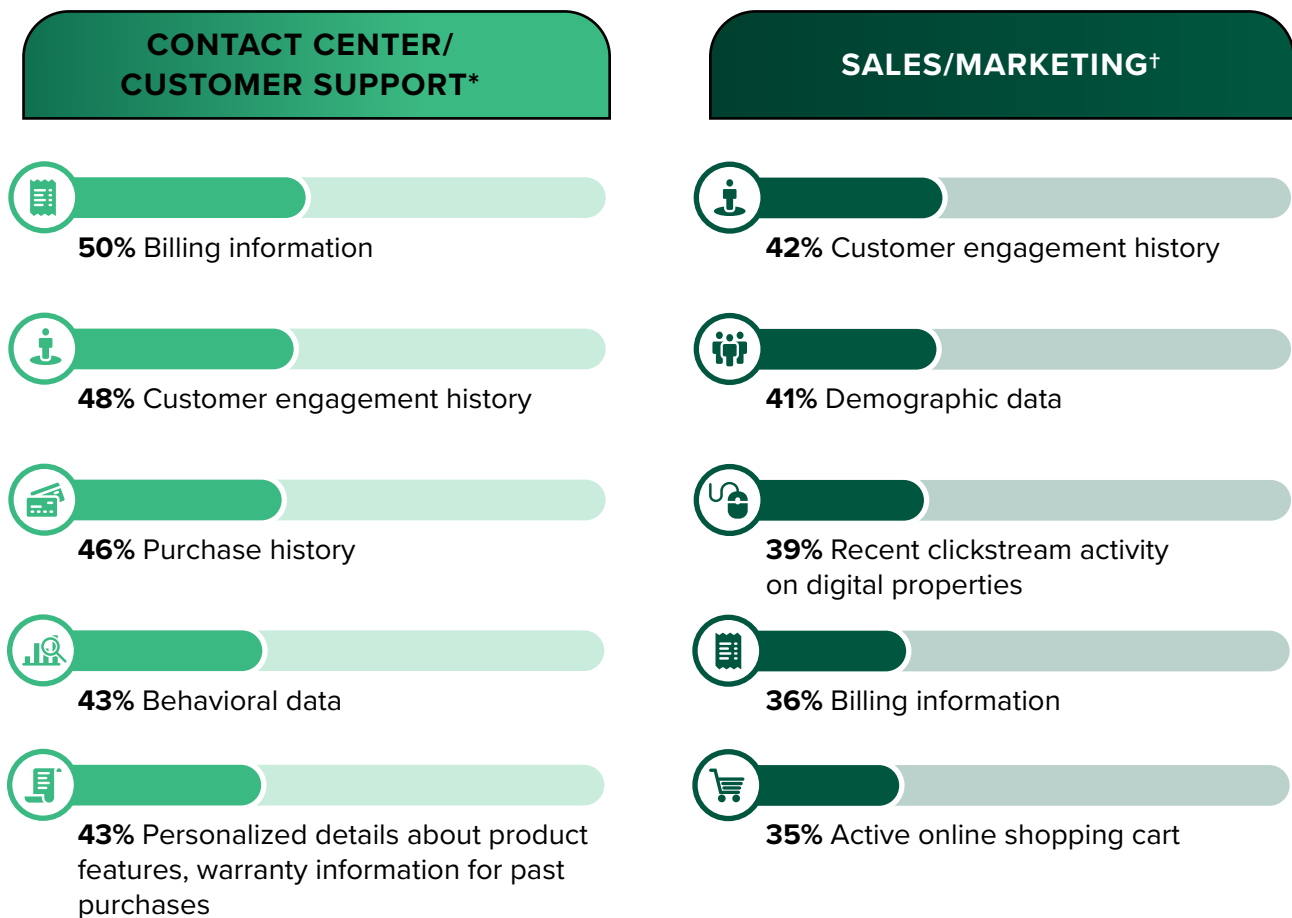 CONTACT CENTER/
CUSTOMER SUPPORT*
50% Billing information
48% Customer engagement history
46% Purchase history
43% Behavioral data
43% Personalized details about product
features, warranty information for past
purchases
SALES/MARKETING†
42% Customer engagement history
41% Demographic data
39% Recent clickstream activity
on digital properties
36% Billing information
35% Active online shopping cart